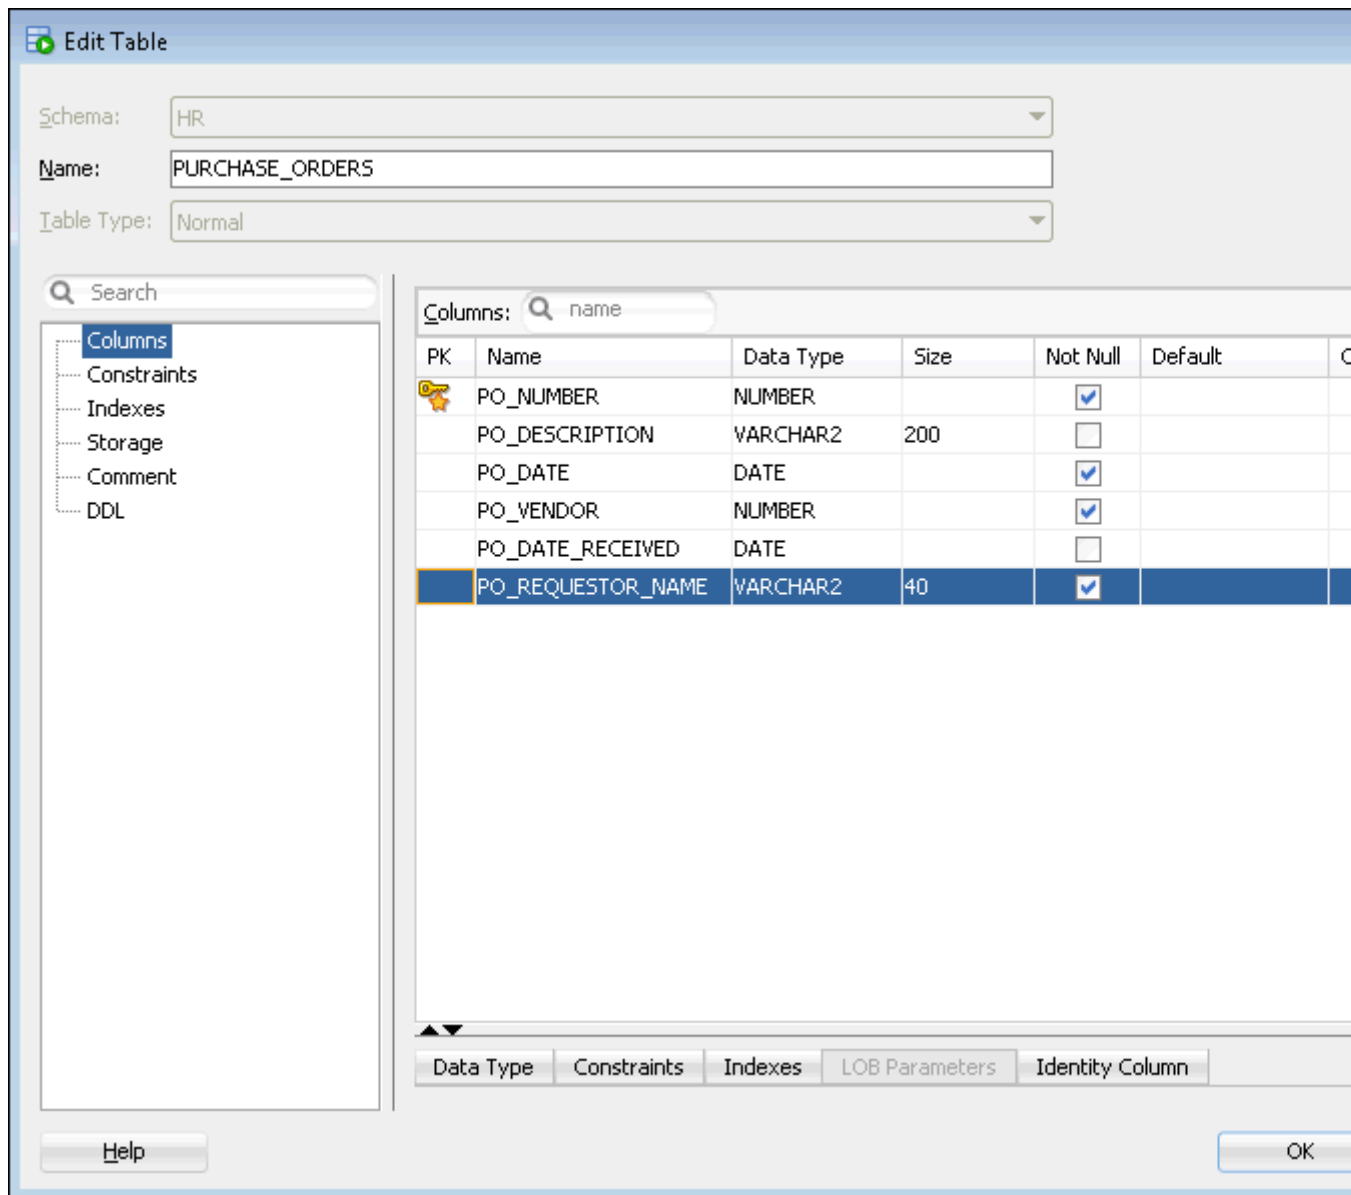 Edit Table
Schema: HR
Name: PURCHASE_ORDERS
Table Type: Normal
Search
Columns
Constraints
Indexes
Storage
Comment
DDL
Columns: name
PK Name Data Type Size Not Null Default C
PO_NUMBER NUMBER
PO_DESCRIPTION VARCHAR2 200
PO_DATE DATE
PO_VENDOR NUMBER
PO_DATE_RECEIVED DATE
PO_REQUESTOR_NAME VARCHAR2 40
Data Type Constraints Indexes LOB Parameters Identity Column
Help OK